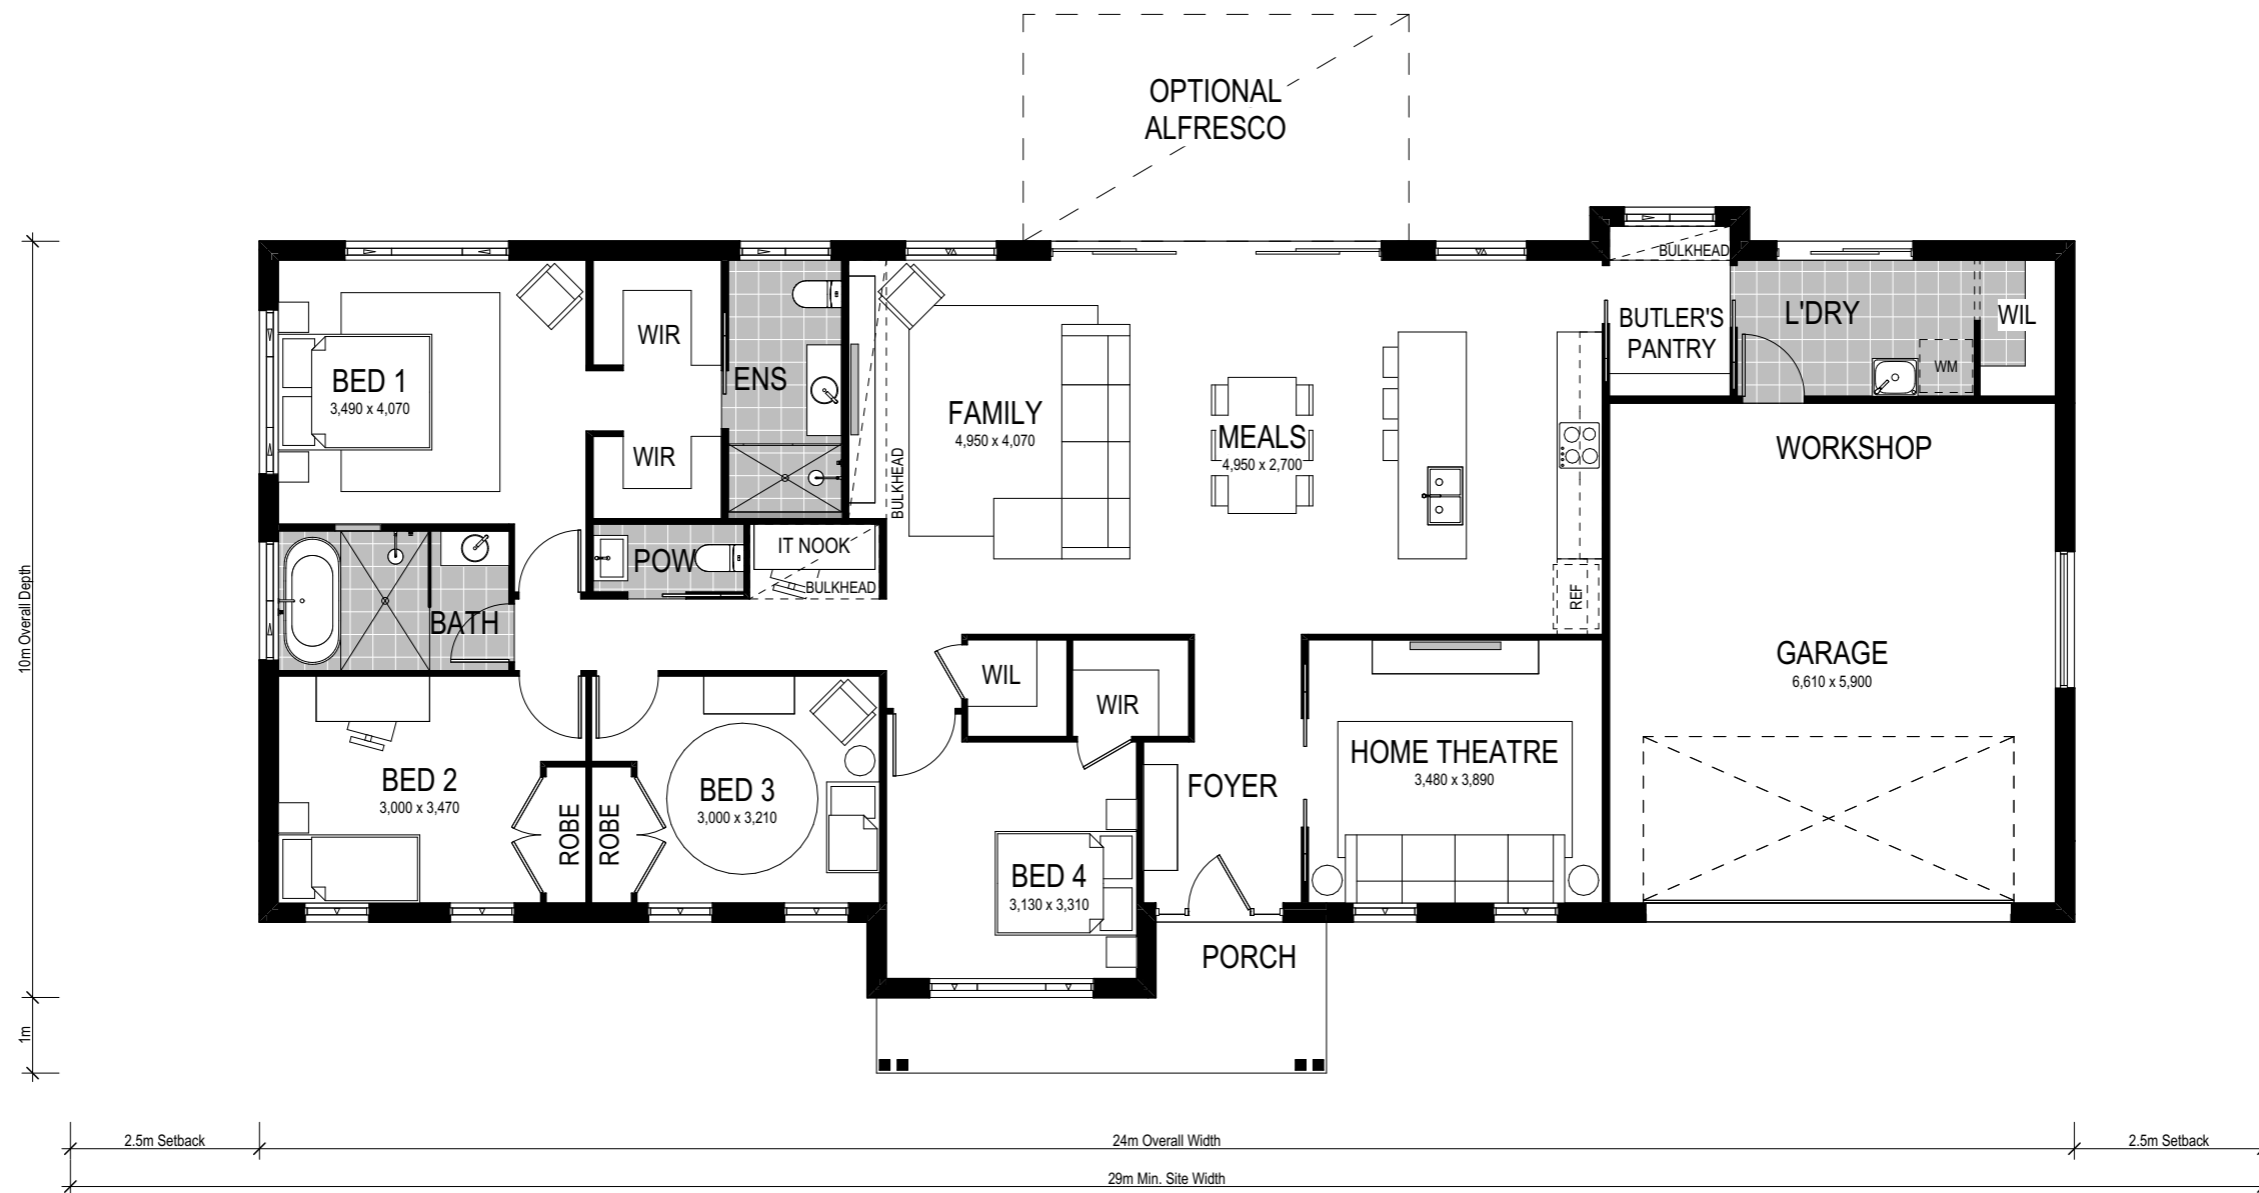 OPTIONAL
ALFRESCO
BULKHEAD
WIR
BUTLER'S
PANTRY
L'DRY
WIL
WM
BED 1
3,490 x 4,070
ENS
FAMILY
4,950 x 4,070
MEALS
4,950 x 2,700
WIR
BULKHEAD
WORKSHOP
POW
IT NOOK
BULKHEAD
REF
BATH
10m Overall Depth
WIL
WIR
GARAGE
6,610 x 5,900
BED 2
3,000 x 3,470
ROBE
ROBE
BED 3
3,000 x 3,210
FOYER
HOME THEATRE
3,480 x 3,890
BED 4
3,130 x 3,310
PORCH
1m
2.5m Setback
24m Overall Width
2.5m Setback
29m Min. Site Width